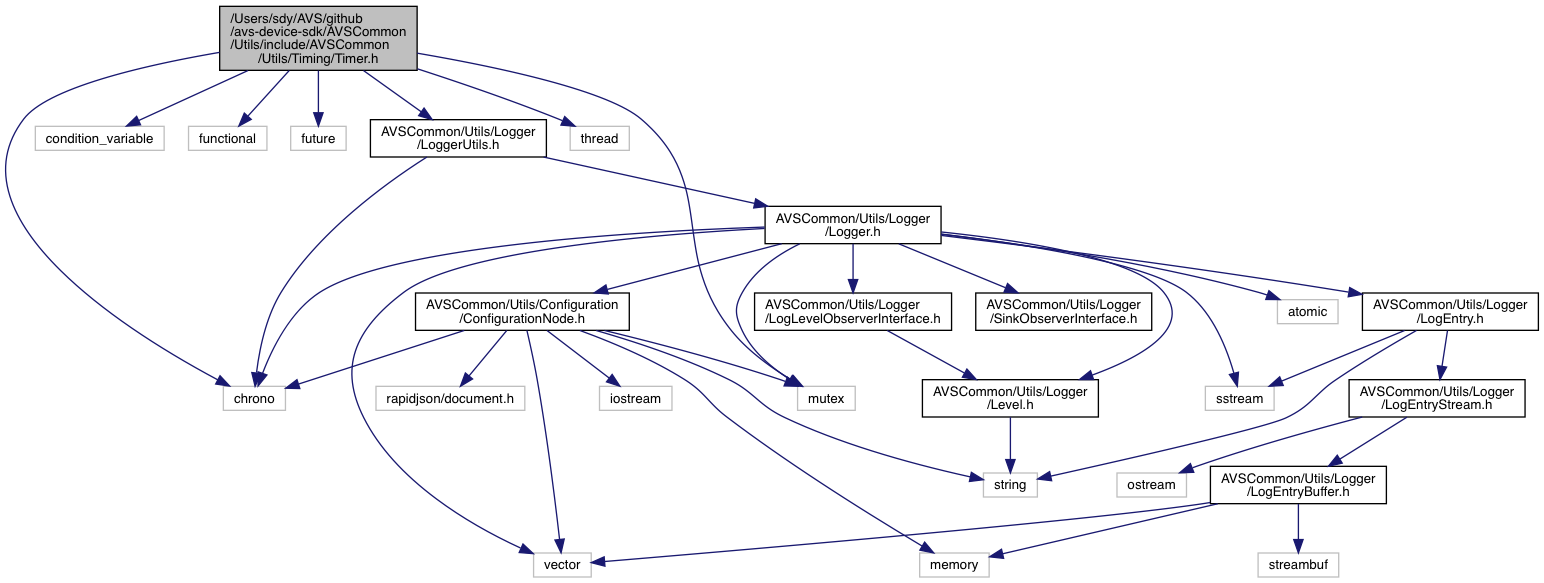 /Users/sdy/AVS/github
/avs-device-sdk/AVSCommon
/Utils/include/AVSCommon
/Utils/Timing/Timer.h
condition_variable
functional
future
AVSCommon/Utils/Logger
/LoggerUtils.h
thread
AVSCommon/Utils/Logger
/Logger.h
AVSCommon/Utils/Configuration
/ConfigurationNode.h
AVSCommon/Utils/Logger
/LogLevelObserverInterface.h
AVSCommon/Utils/Logger
/SinkObserverInterface.h
atomic
AVSCommon/Utils/Logger
/LogEntry.h
chrono
rapidjson/document.h
iostream
mutex
AVSCommon/Utils/Logger
/Level.h
sstream
AVSCommon/Utils/Logger
/LogEntryStream.h
string
ostream
AVSCommon/Utils/Logger
/LogEntryBuffer.h
vector
memory
streambuf